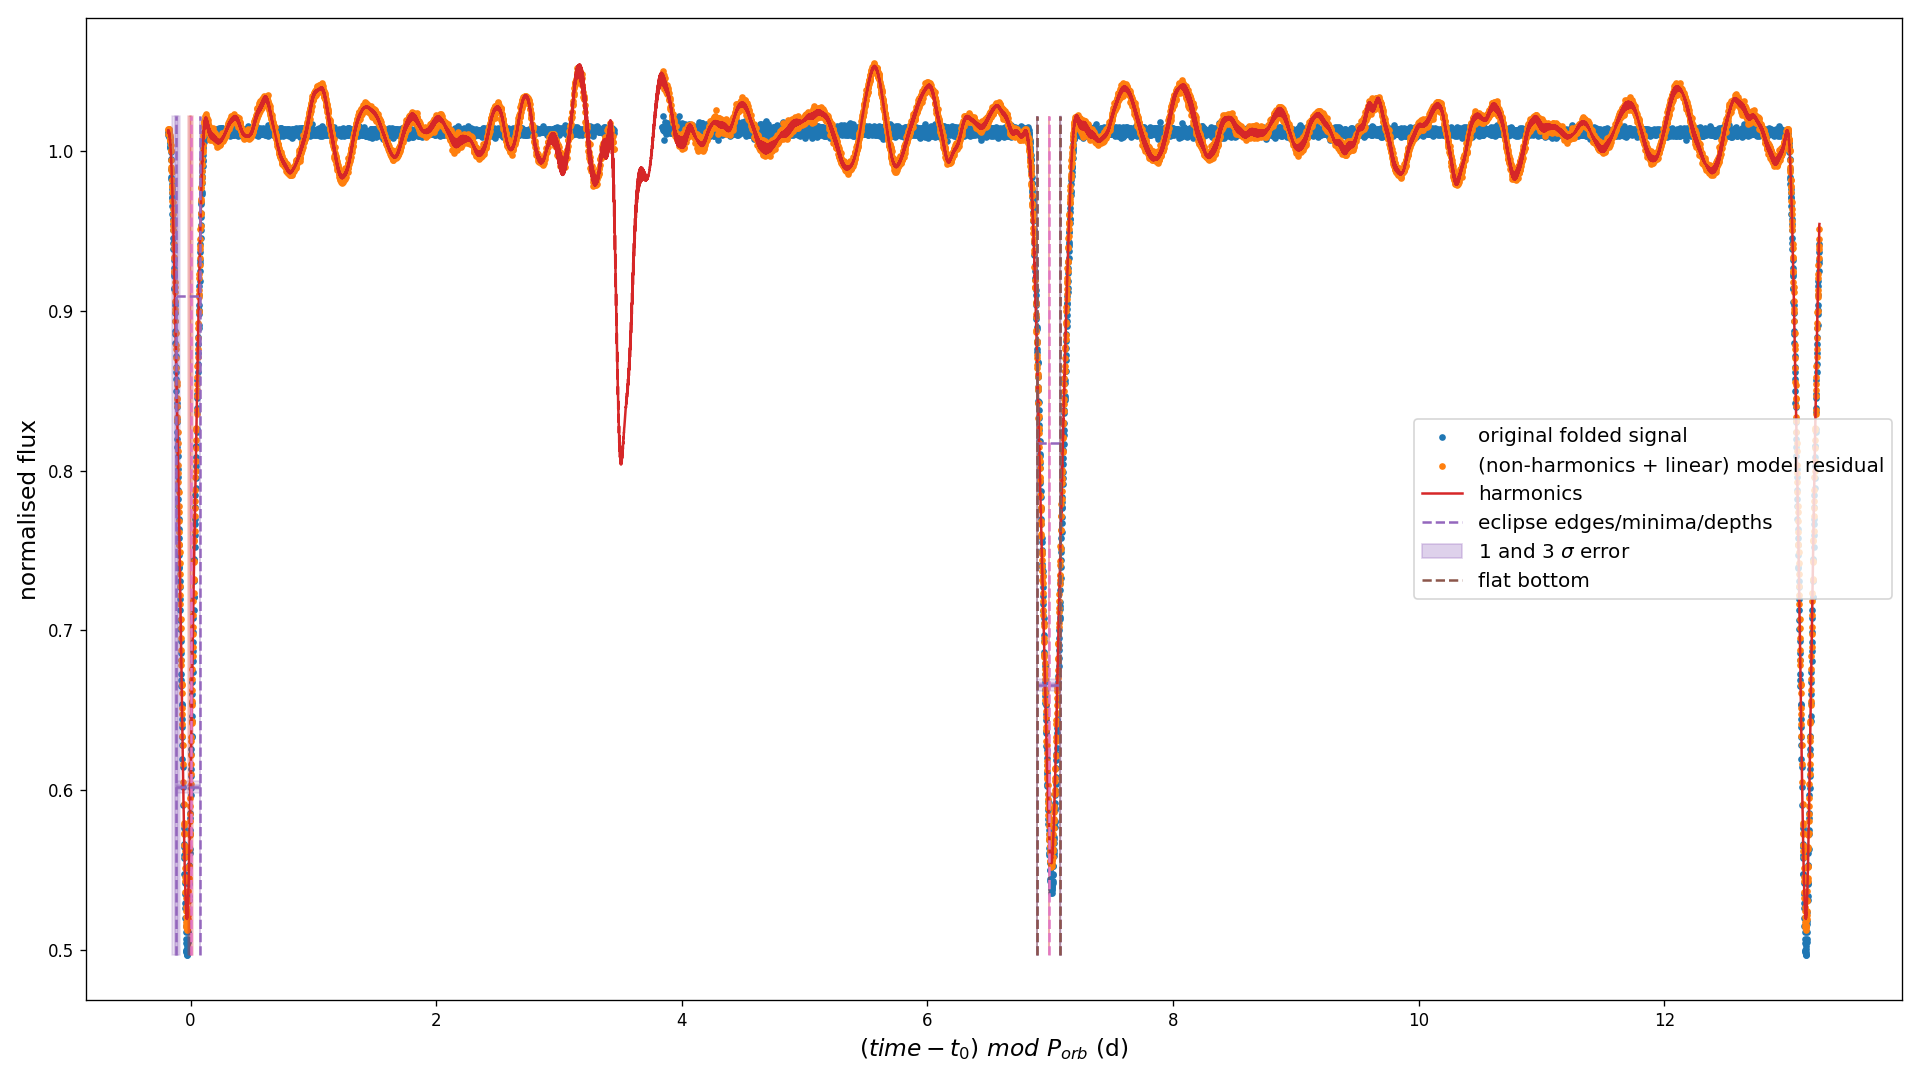 normalised flux
1.0
0.9
0.8
0.7
0.6
0.5
original folded signal
(non-harmonics + linear) model residual
harmonics
eclipse edges/minima/depths
1 and 3 σ error
flat bottom
0 2 4 6 8 10 12
(time − t₀) mod P_orb (d)